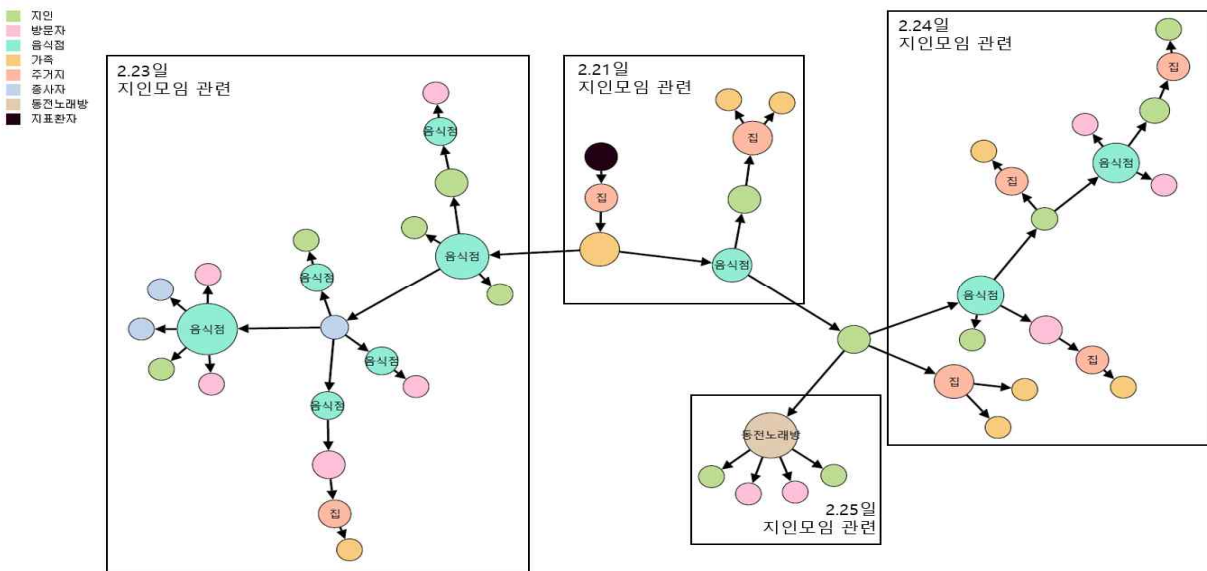 지인
방문자
음식점
가족
주거지
종사자
동전노래방
지표환자
2.23일
지인모임 관련
음식점
음식점
음식점
음식점
음식점
음식점
집
2.21일
지인모임 관련
집
집
음식점
2.24일
지인모임 관련
집
음식점
집
음식점
집
집
동전노래방
2.25일
지인모임 관련